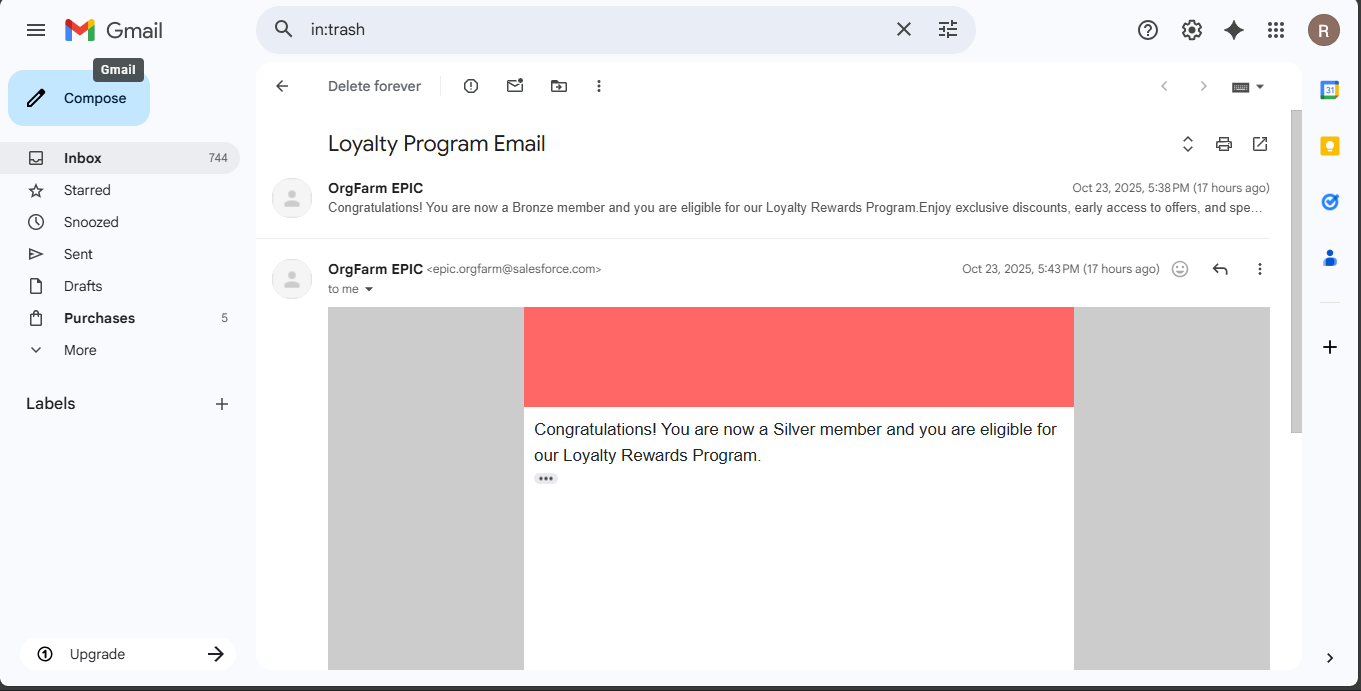 Gmail
in:trash
R
Gmail
Compose
Delete forever
31
Loyalty Program Email
Inbox 744
Starred
Snoozed
Sent
Drafts
Purchases 5
More
Labels
Upgrade
OrgFarm EPIC Oct 23, 2025, 5:38 PM (17 hours ago)
Congratulations! You are now a Bronze member and you are eligible for our Loyalty Rewards Program.Enjoy exclusive discounts, early access to offers, and spe...
OrgFarm EPIC <epic.orgfarm@salesforce.com> Oct 23, 2025, 5:43 PM (17 hours ago)
to me
Congratulations! You are now a Silver member and you are eligible for
our Loyalty Rewards Program.